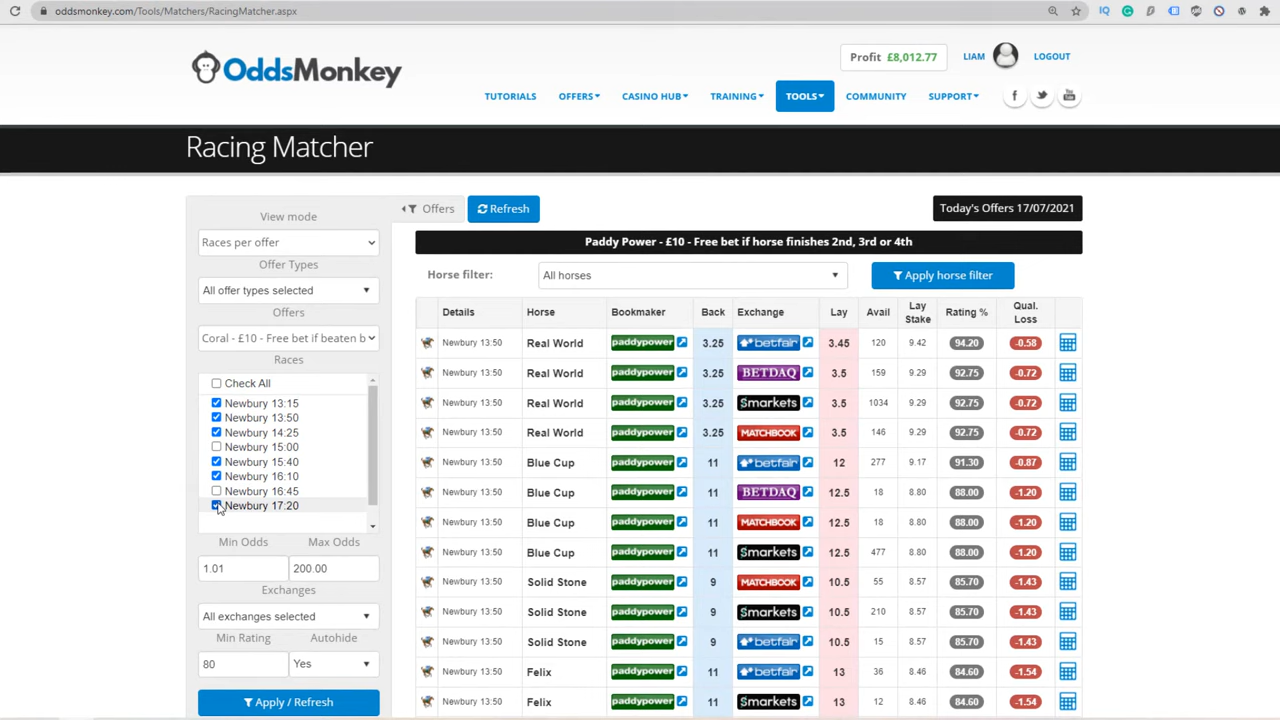 oddsmonkey.com/Tools/Matchers/RacingMatcher.aspx
OddsMonkey
Profit £8,012.77
LIAM
LOGOUT
TUTORIALS OFFERS CASINO HUB TRAINING TOOLS COMMUNITY SUPPORT
Racing Matcher
View mode
Races per offer
Offer Types
All offer types selected
Offers
Coral - £10 - Free bet if beaten b
Races
Check All
Newbury 13:15
Newbury 13:50
Newbury 14:25
Newbury 15:00
Newbury 15:40
Newbury 16:10
Newbury 16:45
Newbury 17:20
Min Odds Max Odds
1.01 200.00
Exchanges
All exchanges selected
Min Rating Autohide
80 Yes
Apply / Refresh
Offers Refresh Today's Offers 17/07/2021
Paddy Power - £10 - Free bet if horse finishes 2nd, 3rd or 4th
Horse filter: All horses Apply horse filter
Details Horse Bookmaker Back Exchange Lay Avail Lay Stake Rating % Qual. Loss
Newbury 13:50 Real World paddypower 3.25 betfair 3.45 120 9.42 94.20 -0.58
Newbury 13:50 Real World paddypower 3.25 BETDAQ 3.5 159 9.29 92.75 -0.72
Newbury 13:50 Real World paddypower 3.25 smarkets 3.5 1034 9.29 92.75 -0.72
Newbury 13:50 Real World paddypower 3.25 MATCHBOOK 3.5 146 9.29 92.75 -0.72
Newbury 13:50 Blue Cup paddypower 11 betfair 12 277 9.17 91.30 -0.87
Newbury 13:50 Blue Cup paddypower 11 BETDAQ 12.5 18 8.80 88.00 -1.20
Newbury 13:50 Blue Cup paddypower 11 MATCHBOOK 12.5 18 8.80 88.00 -1.20
Newbury 13:50 Blue Cup paddypower 11 smarkets 12.5 477 8.80 88.00 -1.20
Newbury 13:50 Solid Stone paddypower 9 MATCHBOOK 10.5 55 8.57 85.70 -1.43
Newbury 13:50 Solid Stone paddypower 9 smarkets 10.5 210 8.57 85.70 -1.43
Newbury 13:50 Solid Stone paddypower 9 betfair 10.5 15 8.57 85.70 -1.43
Newbury 13:50 Felix paddypower 11 betfair 13 36 8.46 84.60 -1.54
Newbury 13:50 Felix paddypower 11 smarkets 13 12 8.46 84.60 -1.54